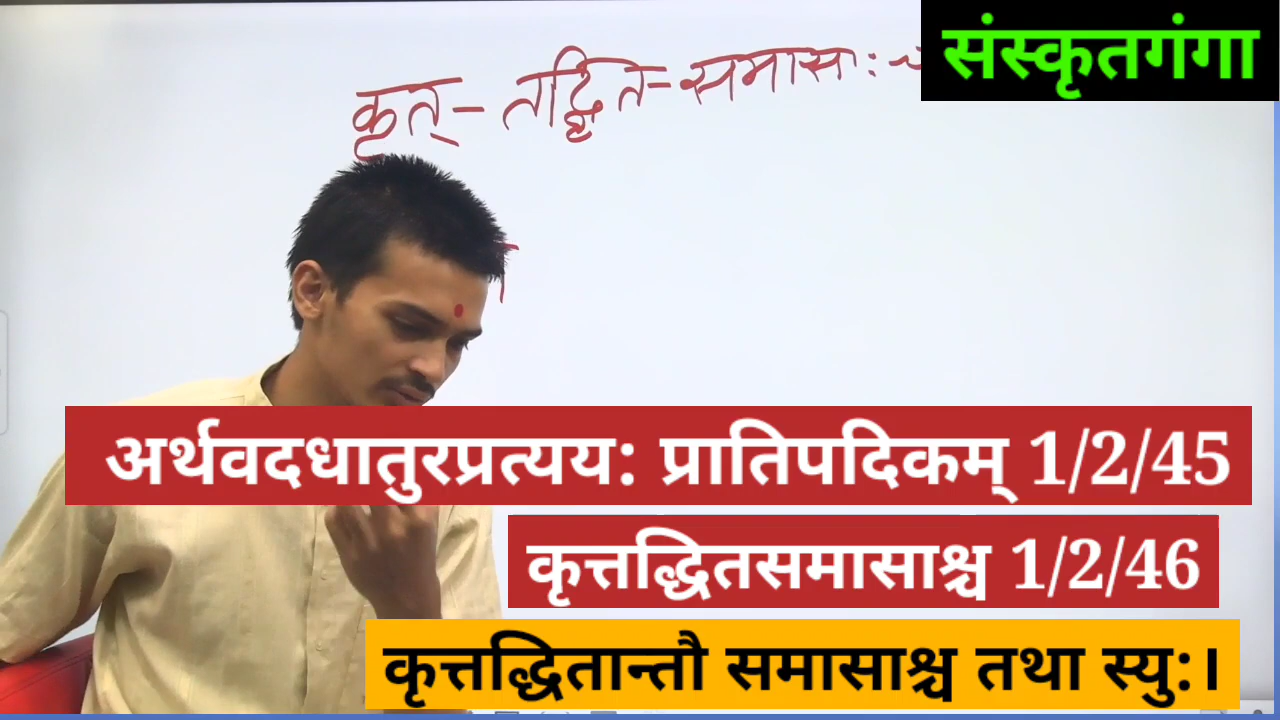 संस्कृतगंगा
कृत्- तद्धित-समासाः
अर्थवदधातुरप्रत्ययः प्रातिपदिकम् 1/2/45
कृत्तद्धितसमासाश्च 1/2/46
कृत्तद्धितान्तौ समासाश्च तथा स्युः।